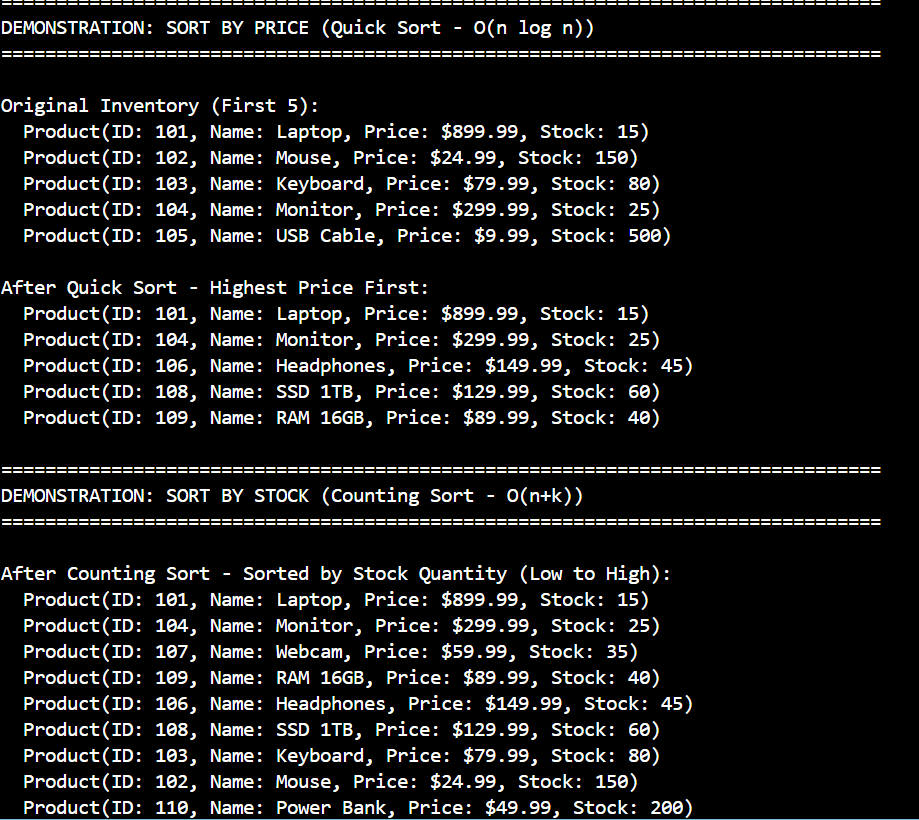 ================================================================================
DEMONSTRATION: SORT BY PRICE (Quick Sort - O(n log n))
================================================================================

Original Inventory (First 5):
  Product(ID: 101, Name: Laptop, Price: $899.99, Stock: 15)
  Product(ID: 102, Name: Mouse, Price: $24.99, Stock: 150)
  Product(ID: 103, Name: Keyboard, Price: $79.99, Stock: 80)
  Product(ID: 104, Name: Monitor, Price: $299.99, Stock: 25)
  Product(ID: 105, Name: USB Cable, Price: $9.99, Stock: 500)

After Quick Sort - Highest Price First:
  Product(ID: 101, Name: Laptop, Price: $899.99, Stock: 15)
  Product(ID: 104, Name: Monitor, Price: $299.99, Stock: 25)
  Product(ID: 106, Name: Headphones, Price: $149.99, Stock: 45)
  Product(ID: 108, Name: SSD 1TB, Price: $129.99, Stock: 60)
  Product(ID: 109, Name: RAM 16GB, Price: $89.99, Stock: 40)

================================================================================
DEMONSTRATION: SORT BY STOCK (Counting Sort - O(n+k))
================================================================================

After Counting Sort - Sorted by Stock Quantity (Low to High):
  Product(ID: 101, Name: Laptop, Price: $899.99, Stock: 15)
  Product(ID: 104, Name: Monitor, Price: $299.99, Stock: 25)
  Product(ID: 107, Name: Webcam, Price: $59.99, Stock: 35)
  Product(ID: 109, Name: RAM 16GB, Price: $89.99, Stock: 40)
  Product(ID: 106, Name: Headphones, Price: $149.99, Stock: 45)
  Product(ID: 108, Name: SSD 1TB, Price: $129.99, Stock: 60)
  Product(ID: 103, Name: Keyboard, Price: $79.99, Stock: 80)
  Product(ID: 102, Name: Mouse, Price: $24.99, Stock: 150)
  Product(ID: 110, Name: Power Bank, Price: $49.99, Stock: 200)